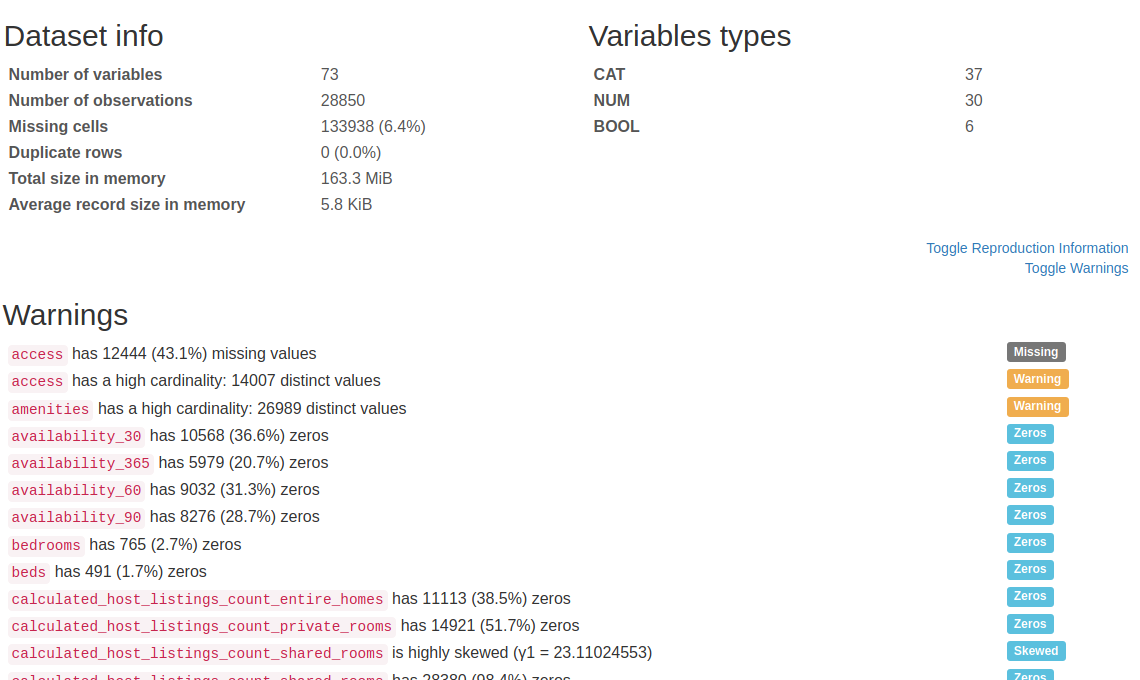 Dataset info
Number of variables 73
Number of observations 28850
Missing cells 133938 (6.4%)
Duplicate rows 0 (0.0%)
Total size in memory 163.3 MiB
Average record size in memory 5.8 KiB
Variables types
CAT 37
NUM 30
BOOL 6
Toggle Reproduction Information
Toggle Warnings
Warnings
access has 12444 (43.1%) missing values Missing
access has a high cardinality: 14007 distinct values Warning
amenities has a high cardinality: 26989 distinct values Warning
availability_30 has 10568 (36.6%) zeros Zeros
availability_365 has 5979 (20.7%) zeros Zeros
availability_60 has 9032 (31.3%) zeros Zeros
availability_90 has 8276 (28.7%) zeros Zeros
bedrooms has 765 (2.7%) zeros Zeros
beds has 491 (1.7%) zeros Zeros
calculated_host_listings_count_entire_homes has 11113 (38.5%) zeros Zeros
calculated_host_listings_count_private_rooms has 14921 (51.7%) zeros Zeros
calculated_host_listings_count_shared_rooms is highly skewed (γ1 = 23.11024553) Skewed
calculated_host_listings_count_shared_rooms has 28380 (98.4%) zeros Zeros